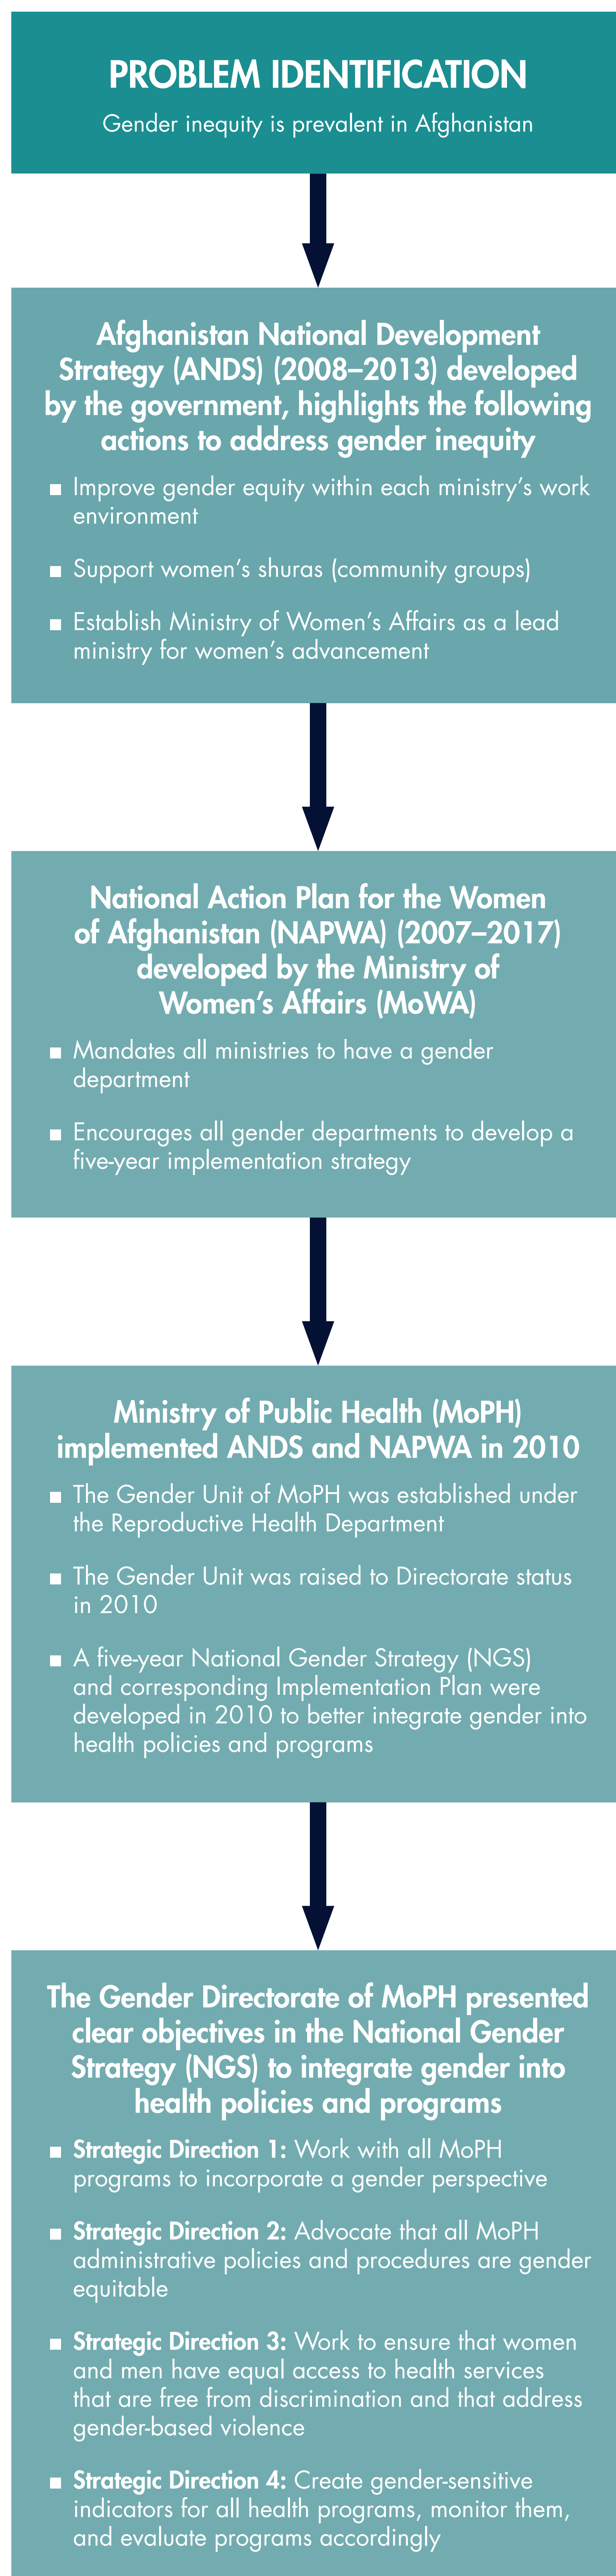 PROBLEM IDENTIFICATION
Gender inequity is prevalent in Afghanistan
Afghanistan National Development
Strategy (ANDS) (2008–2013) developed
by the government, highlights the following
actions to address gender inequity
▪ Improve gender equity within each ministry’s work
environment
▪ Support women’s shuras (community groups)
▪ Establish Ministry of Women’s Affairs as a lead
ministry for women’s advancement
National Action Plan for the Women
of Afghanistan (NAPWA) (2007–2017)
developed by the Ministry of
Women’s Affairs (MoWA)
▪ Mandates all ministries to have a gender
department
▪ Encourages all gender departments to develop a
five-year implementation strategy
Ministry of Public Health (MoPH)
implemented ANDS and NAPWA in 2010
▪ The Gender Unit of MoPH was established under
the Reproductive Health Department
▪ The Gender Unit was raised to Directorate status
in 2010
▪ A five-year National Gender Strategy (NGS)
and corresponding Implementation Plan were
developed in 2010 to better integrate gender into
health policies and programs
The Gender Directorate of MoPH presented
clear objectives in the National Gender
Strategy (NGS) to integrate gender into
health policies and programs
▪ Strategic Direction 1: Work with all MoPH
programs to incorporate a gender perspective
▪ Strategic Direction 2: Advocate that all MoPH
administrative policies and procedures are gender
equitable
▪ Strategic Direction 3: Work to ensure that women
and men have equal access to health services
that are free from discrimination and that address
gender-based violence
▪ Strategic Direction 4: Create gender-sensitive
indicators for all health programs, monitor them,
and evaluate programs accordingly